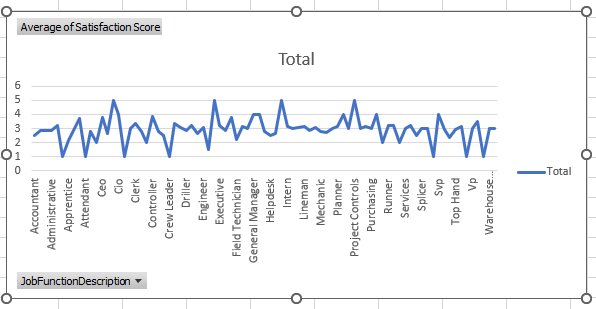 Average of Satisfaction Score
Total
6
5
4
3
2
1
0
Accountant
Administrative
Apprentice
Attendant
Ceo
Cio
Clerk
Controller
Crew Leader
Driller
Engineer
Executive
Field Technician
General Manager
Helpdesk
Intern
Lineman
Mechanic
Planner
Project Controls
Purchasing
Runner
Services
Splicer
Svp
Top Hand
Vp
Warehouse...
Total
JobFunctionDescription